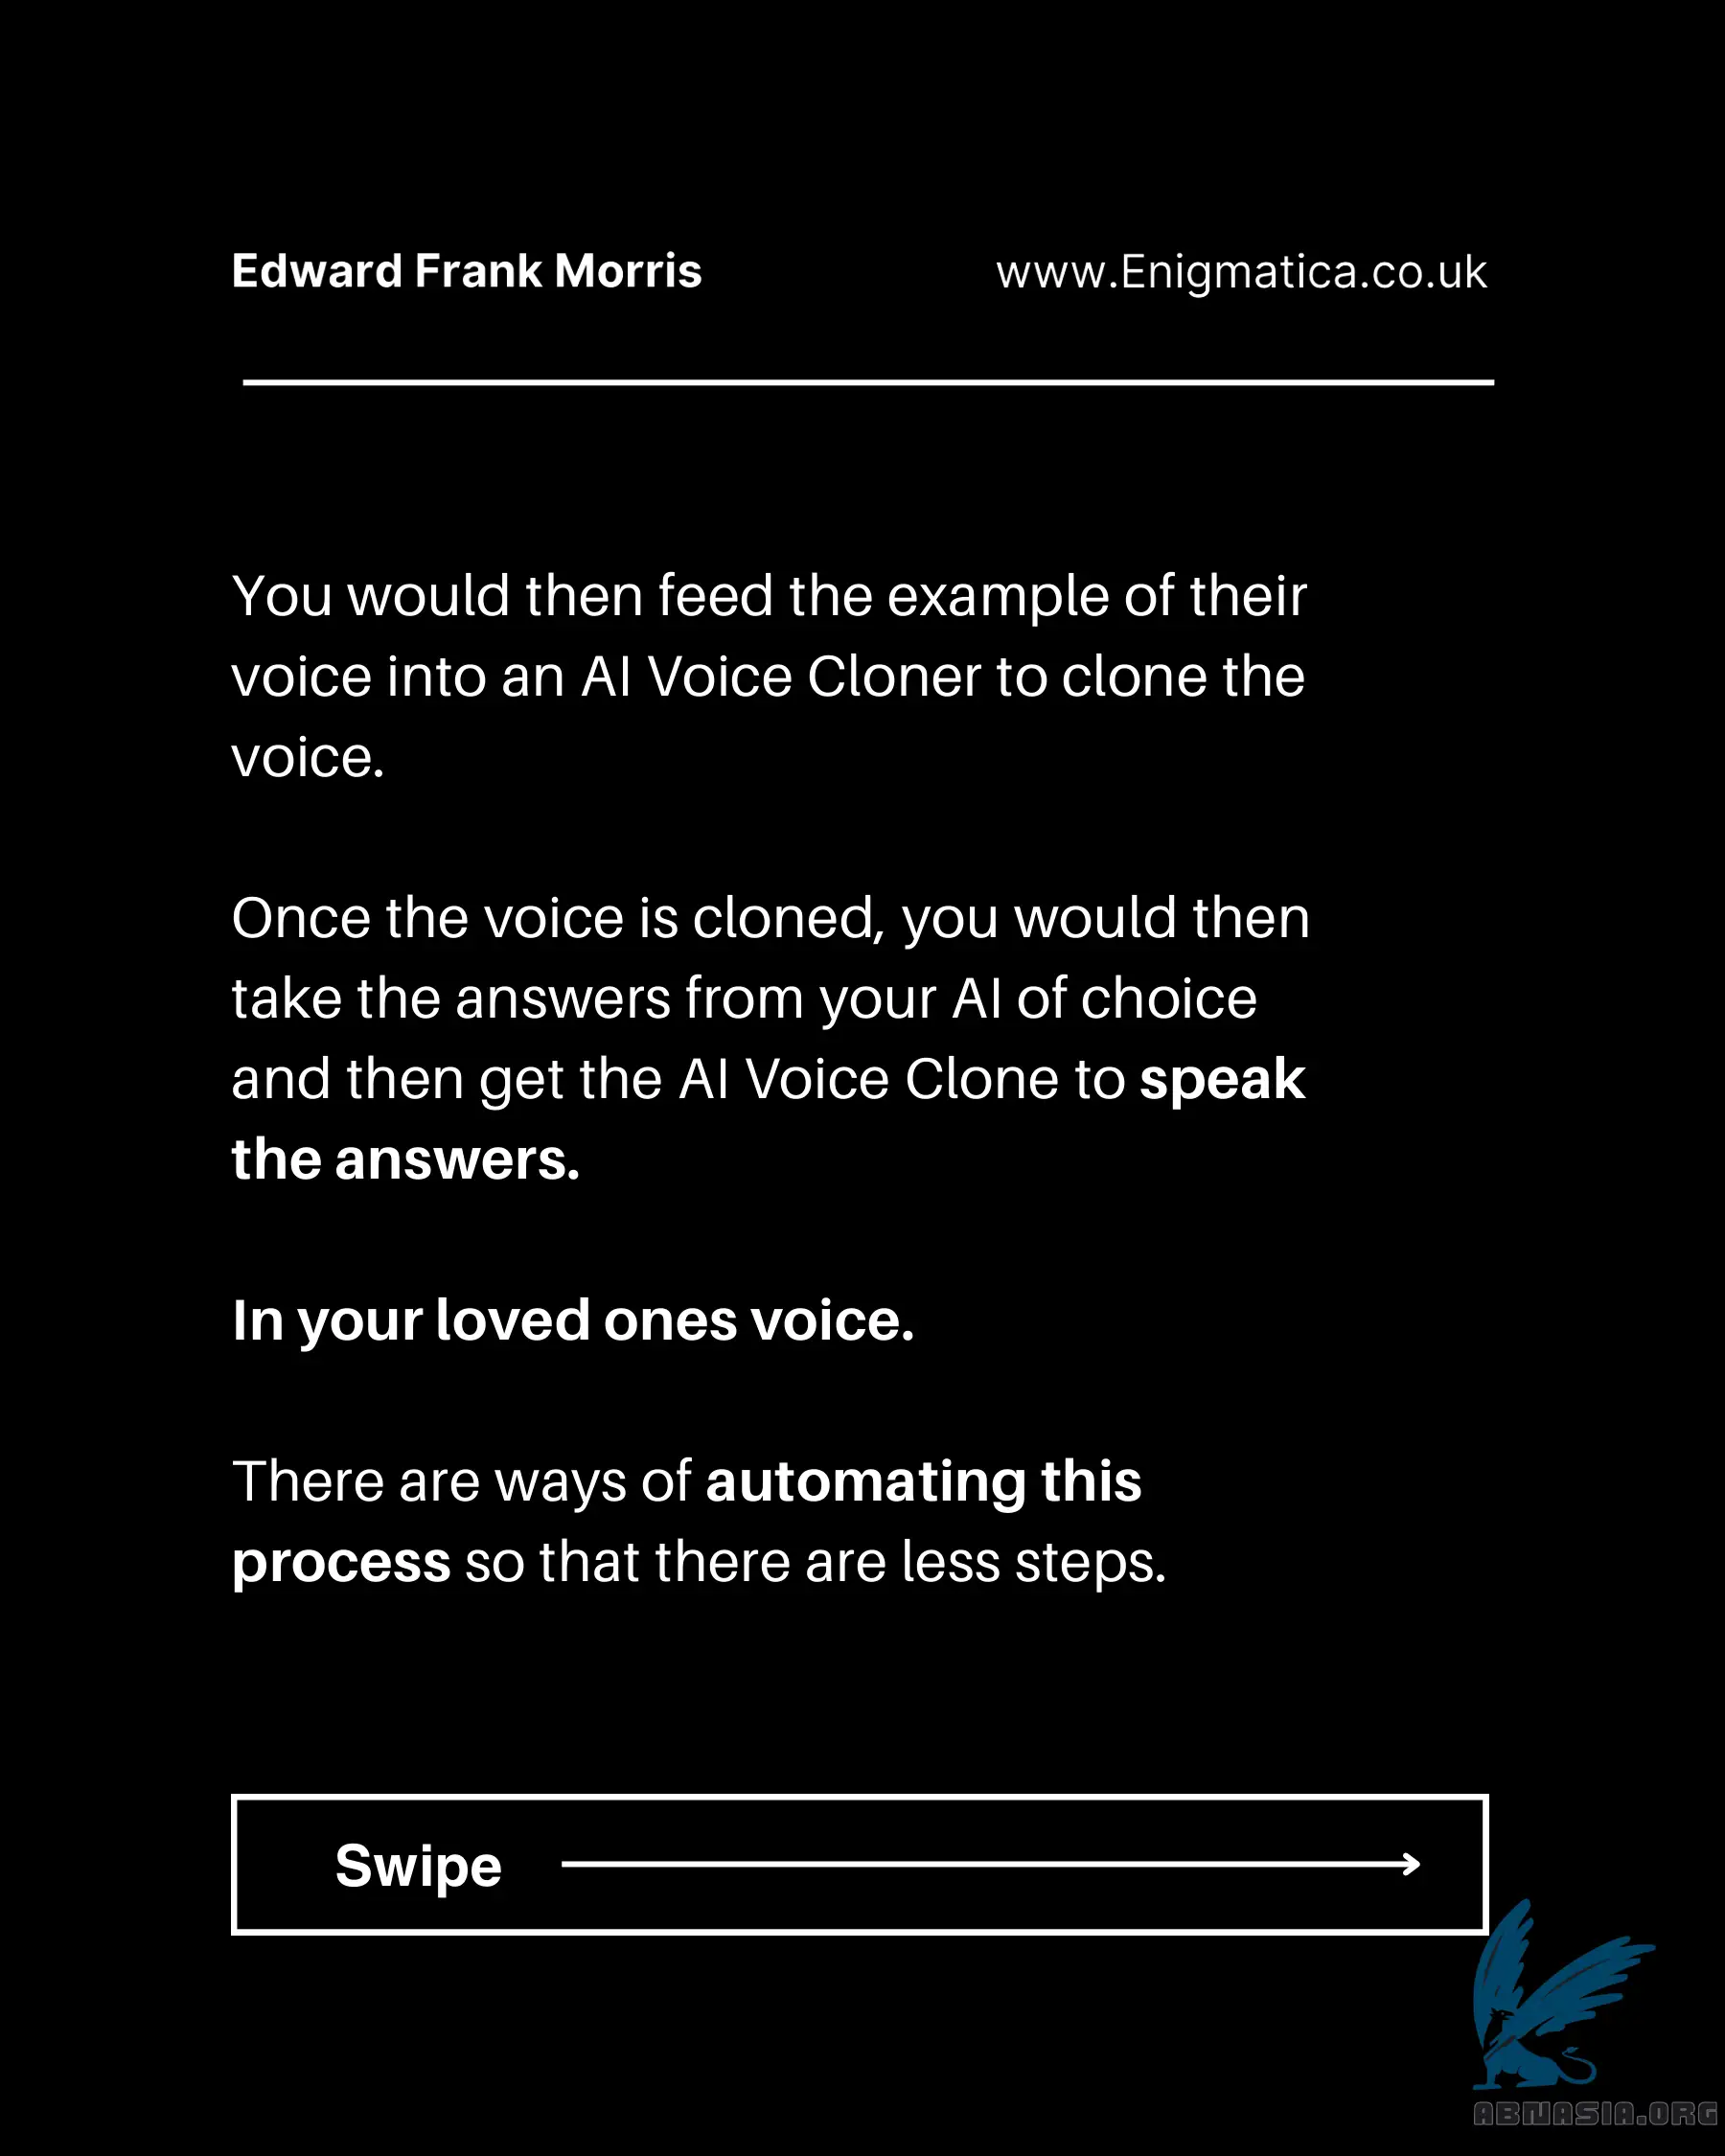 Edward Frank Morris
www.Enigmatica.co.uk
You would then feed the example of their
voice into an AI Voice Cloner to clone the
voice.
Once the voice is cloned, you would then
take the answers from your AI of choice
and then get the AI Voice Clone to speak
the answers.
In your loved ones voice.
There are ways of automating this
process so that there are less steps.
Swipe
ABNASIA.ORG